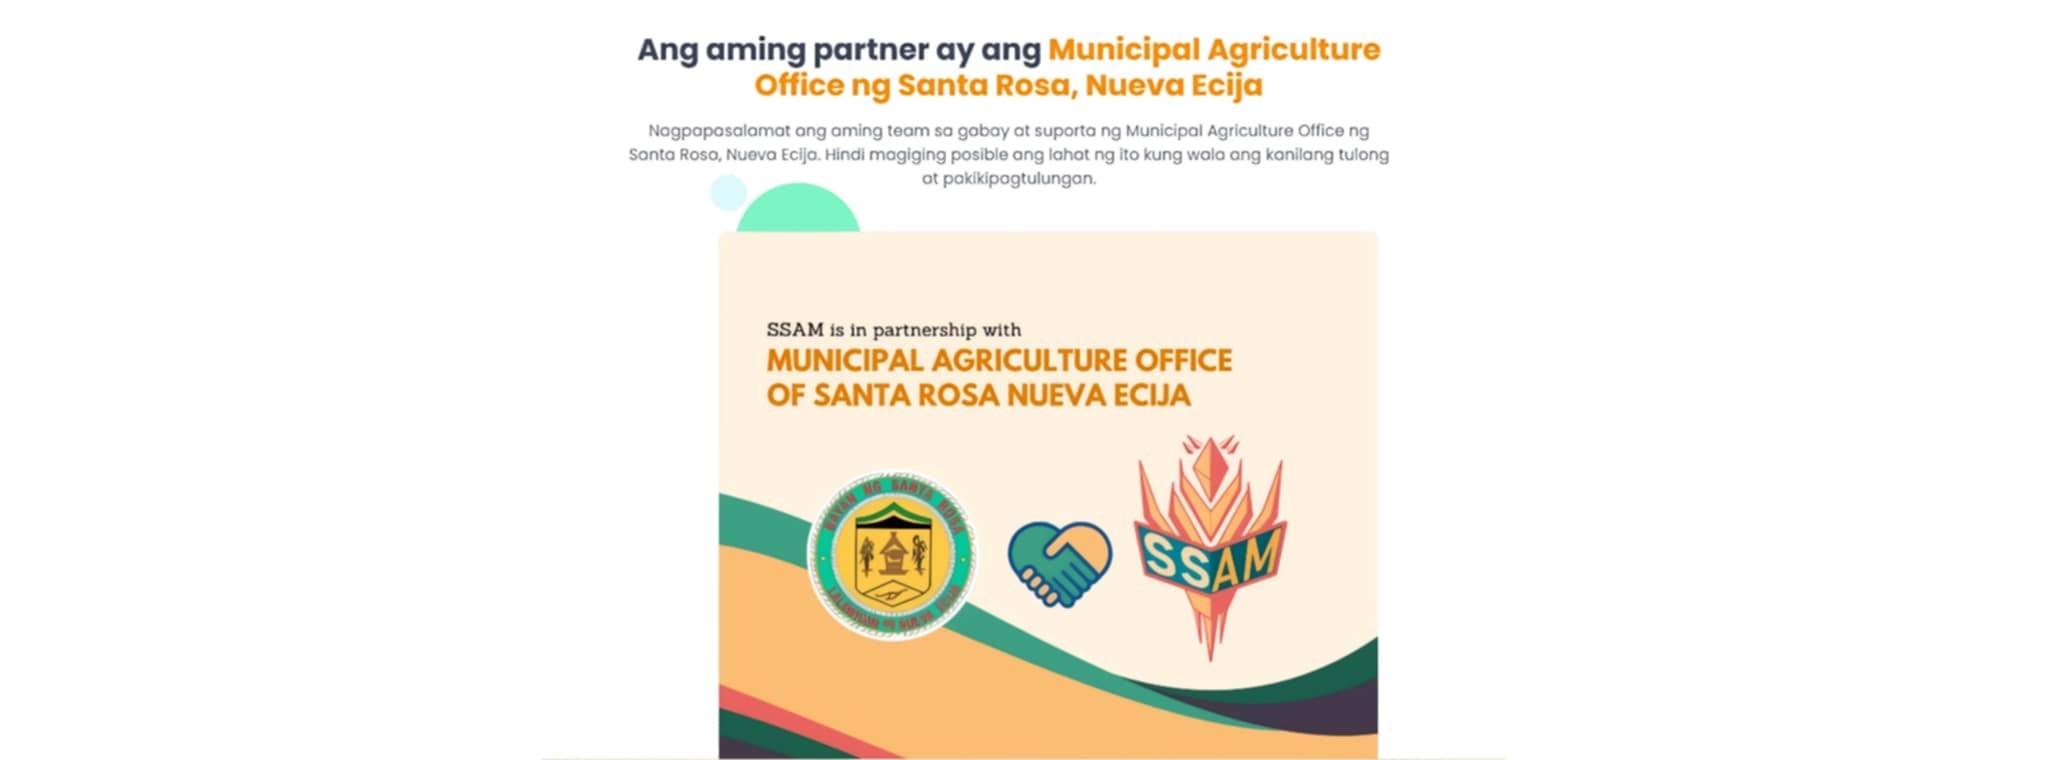 Ang aming partner ay ang Municipal Agriculture
Office ng Santa Rosa, Nueva Ecija
Nagpapasalamat ang aming team sa gabay at suporta ng Municipal Agriculture Office ng
Santa Rosa, Nueva Ecija. Hindi magiging posible ang lahat ng ito kung wala ang kanilang tulong
at pakikipagtulungan.
SSAM is in partnership with
MUNICIPAL AGRICULTURE OFFICE
OF SANTA ROSA NUEVA ECIJA
BAYAN NG SANTA ROSA
LALAWIGAN NG NUEVA ECIJA
SSAM